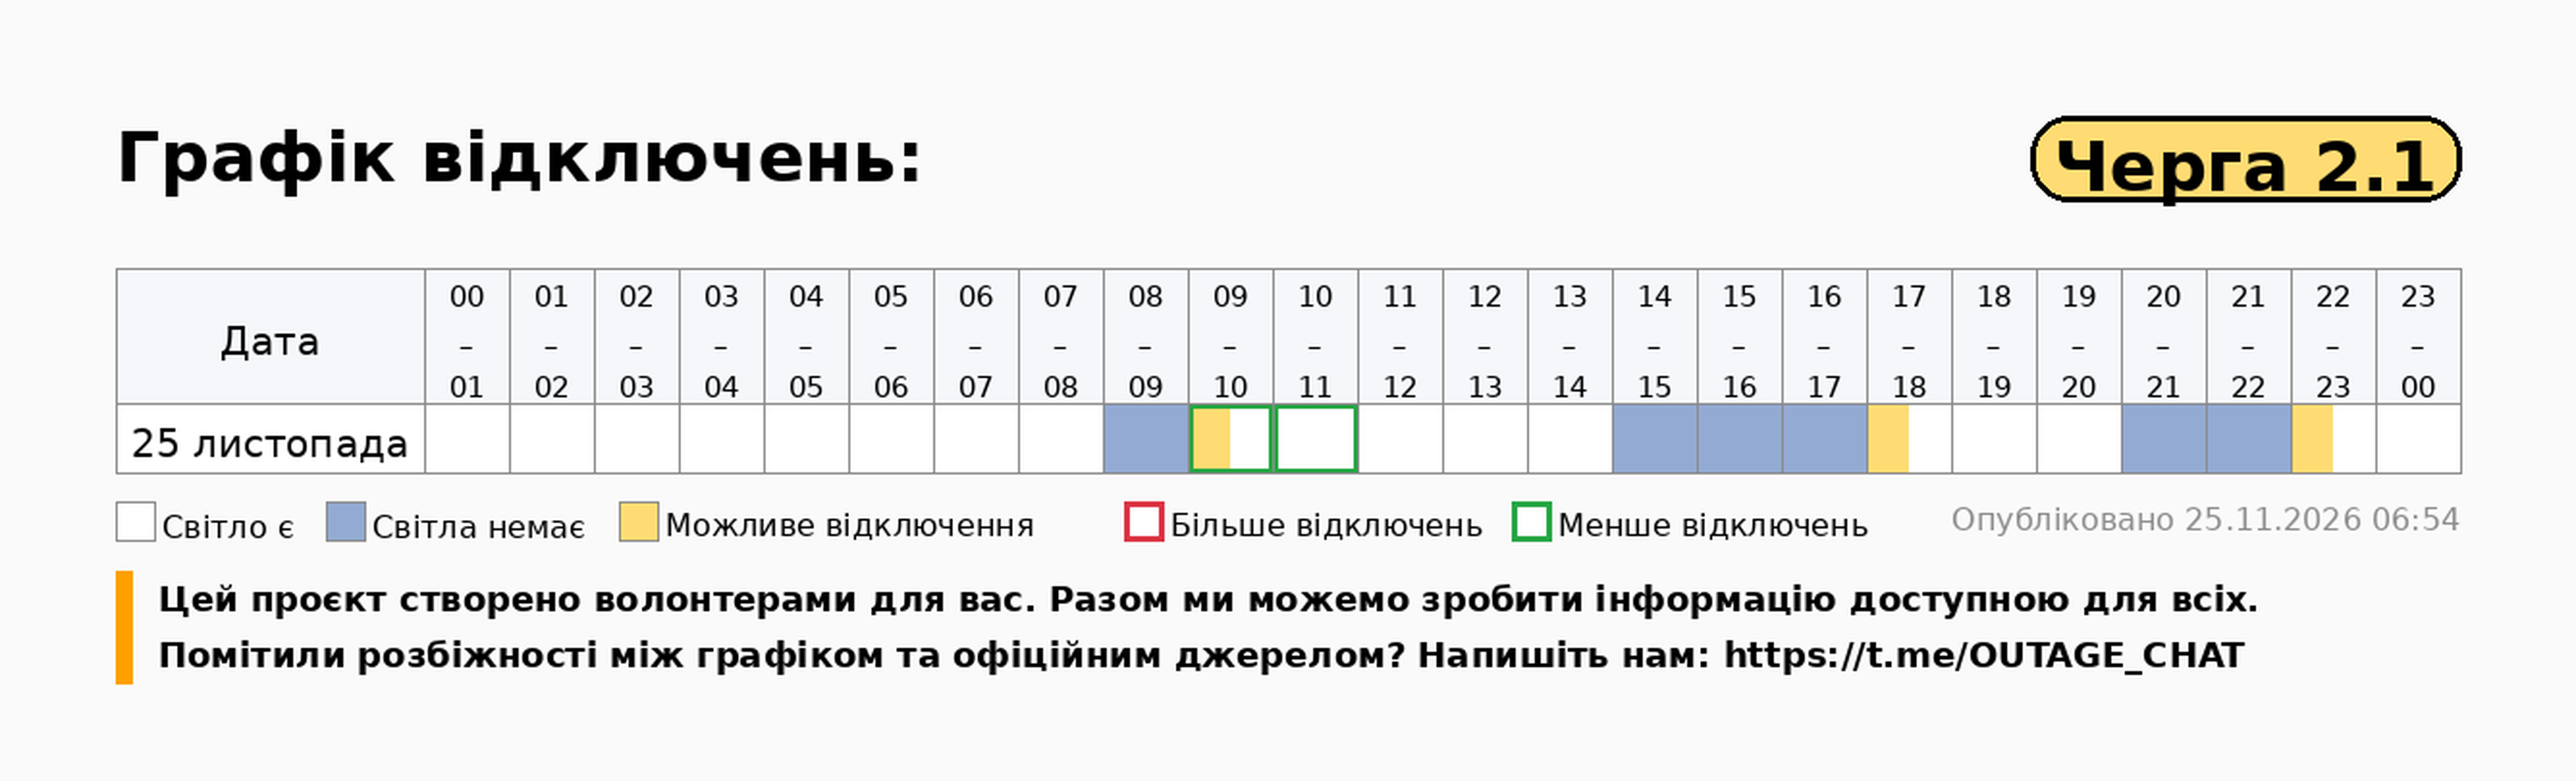 Графік відключень:
Черга 2.1
Дата
00 – 01
01 – 02
02 – 03
03 – 04
04 – 05
05 – 06
06 – 07
07 – 08
08 – 09
09 – 10
10 – 11
11 – 12
12 – 13
13 – 14
14 – 15
15 – 16
16 – 17
17 – 18
18 – 19
19 – 20
20 – 21
21 – 22
22 – 23
23 – 00
25 листопада
Світло є
Світла немає
Можливе відключення
Більше відключень
Менше відключень
Опубліковано 25.11.2026 06:54
Цей проєкт створено волонтерами для вас. Разом ми можемо зробити інформацію доступною для всіх.
Помітили розбіжності між графіком та офіційним джерелом? Напишіть нам: https://t.me/OUTAGE_CHAT